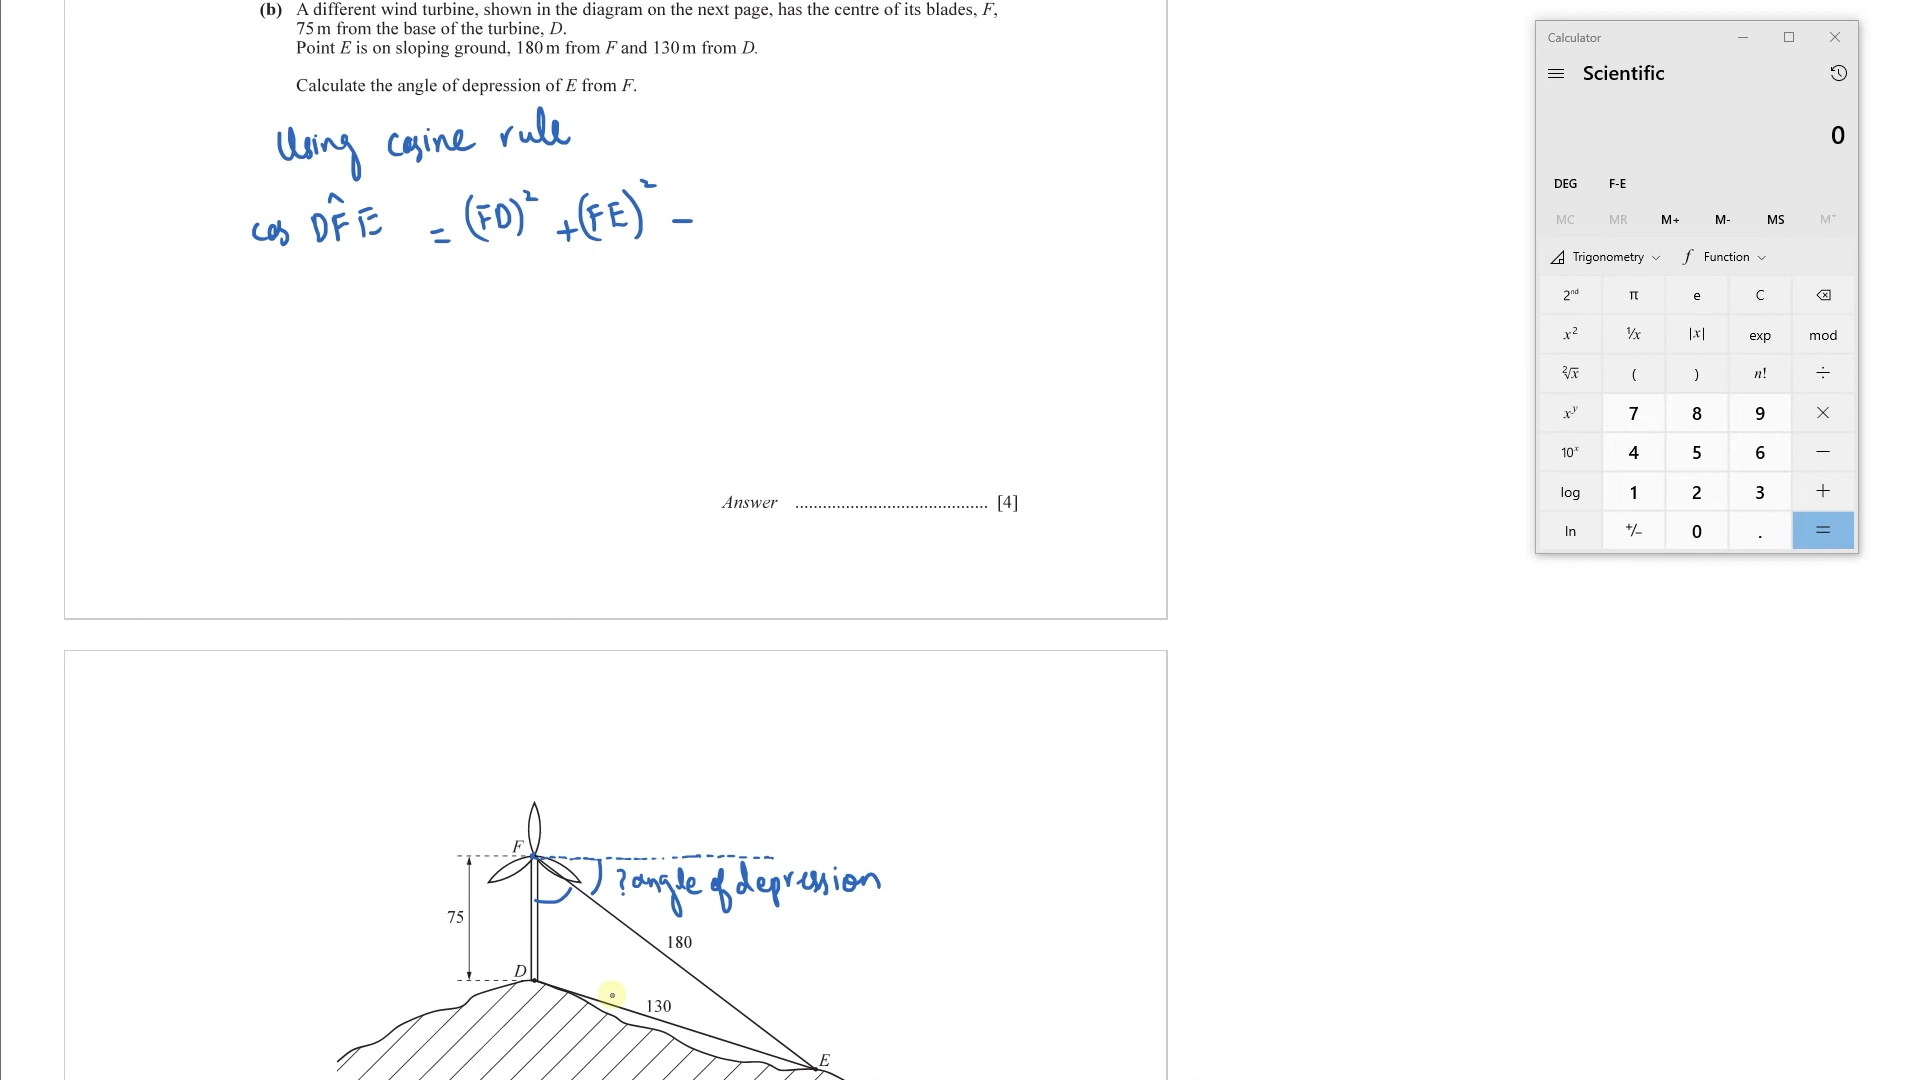 (b) A different wind turbine, shown in the diagram on the next page, has the centre of its blades, F,
75 m from the base of the turbine, D.
Point E is on sloping ground, 180 m from F and 130 m from D.
Calculate the angle of depression of E from F.
Using cosine rule
cos DF̂E = (FD)² + (FE)² −
Answer .......................................... [4]
F
? angle of depression
75
180
D
130
E
Calculator
Scientific
0
DEG F-E
MC MR M+ M- MS M˅
Trigonometry f Function
2ⁿᵈ π e C
x² ¹/x |x| exp mod
²√x ( ) n! ÷
xʸ 7 8 9 ×
10ˣ 4 5 6 −
log 1 2 3 +
ln +/− 0 . =